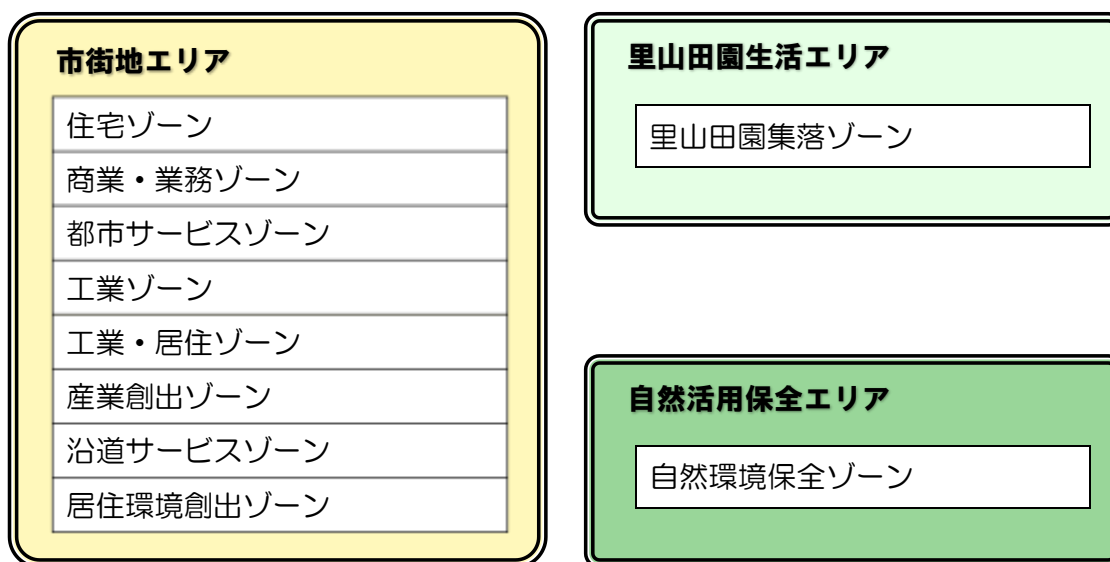 市街地エリア
住宅ゾーン
商業・業務ゾーン
都市サービスゾーン
工業ゾーン
工業・居住ゾーン
産業創出ゾーン
沿道サービスゾーン
居住環境創出ゾーン
里山田園生活エリア
里山田園集落ゾーン
自然活用保全エリア
自然環境保全ゾーン